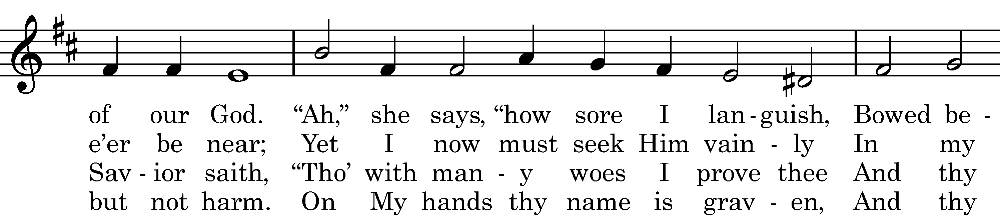 of our God. “Ah,” she says, “how sore I lan - guish, Bowed be -
e’er be near; Yet I now must seek Him vain - ly In my
Sav - ior saith, “Tho’ with man - y woes I prove thee And thy
but not harm. On My hands thy name is grav - en, And thy